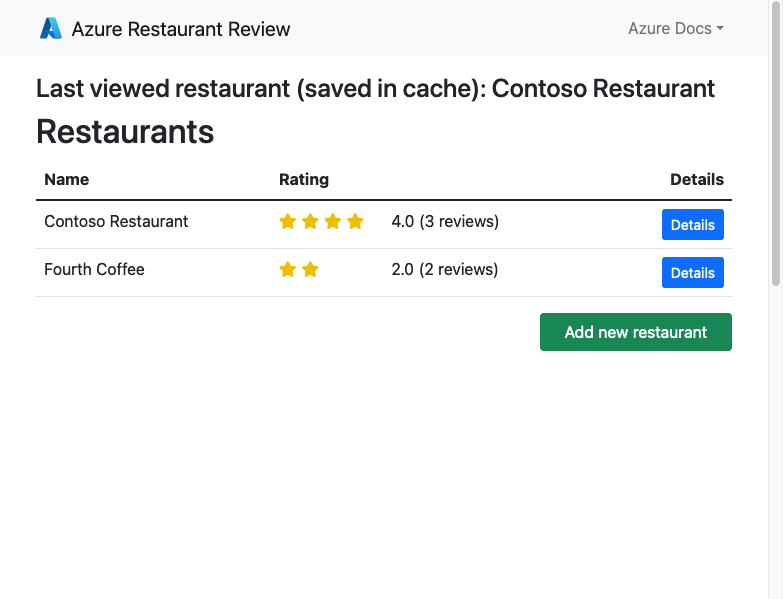 Azure Restaurant Review Azure Docs
Last viewed restaurant (saved in cache): Contoso Restaurant
Restaurants
Name Rating Details
Contoso Restaurant 4.0 (3 reviews) Details
Fourth Coffee 2.0 (2 reviews) Details
Add new restaurant